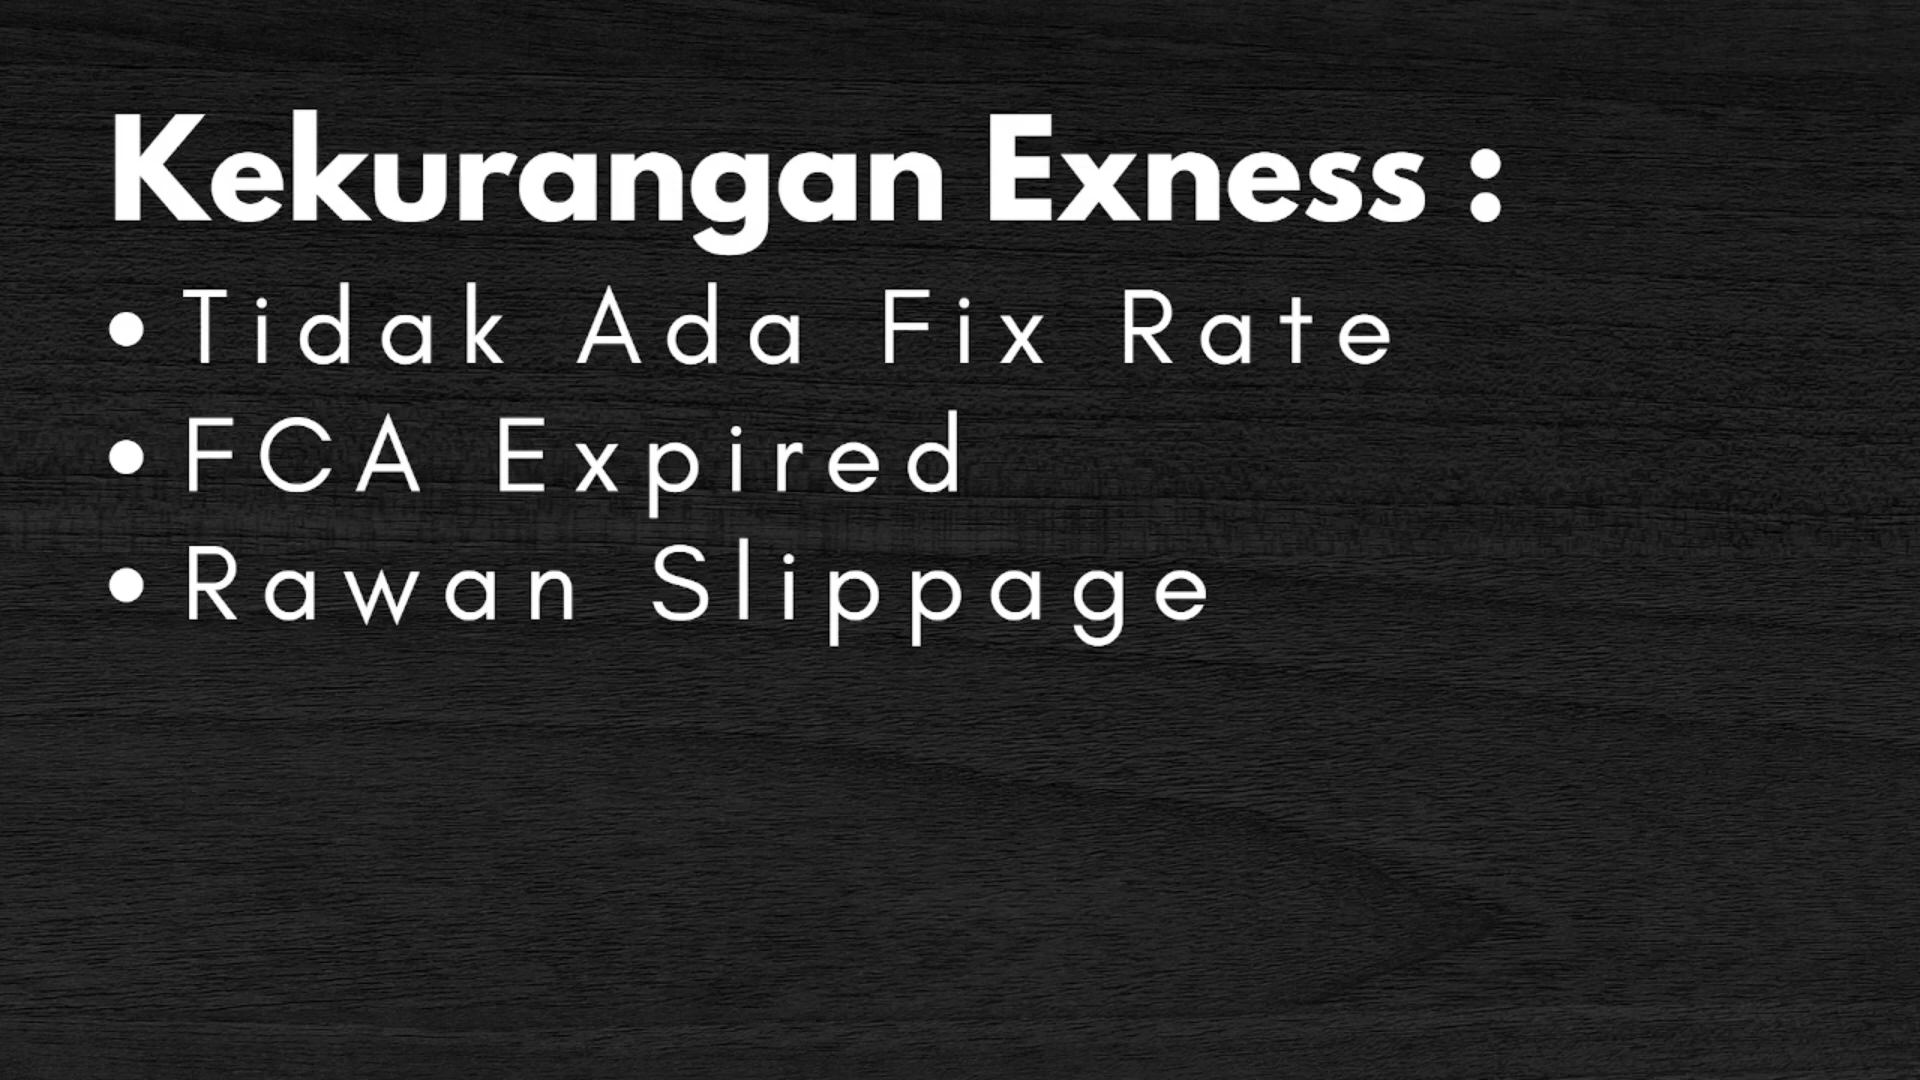 Kekurangan Exness :
• Tidak Ada Fix Rate
• FCA Expired
• Rawan Slippage